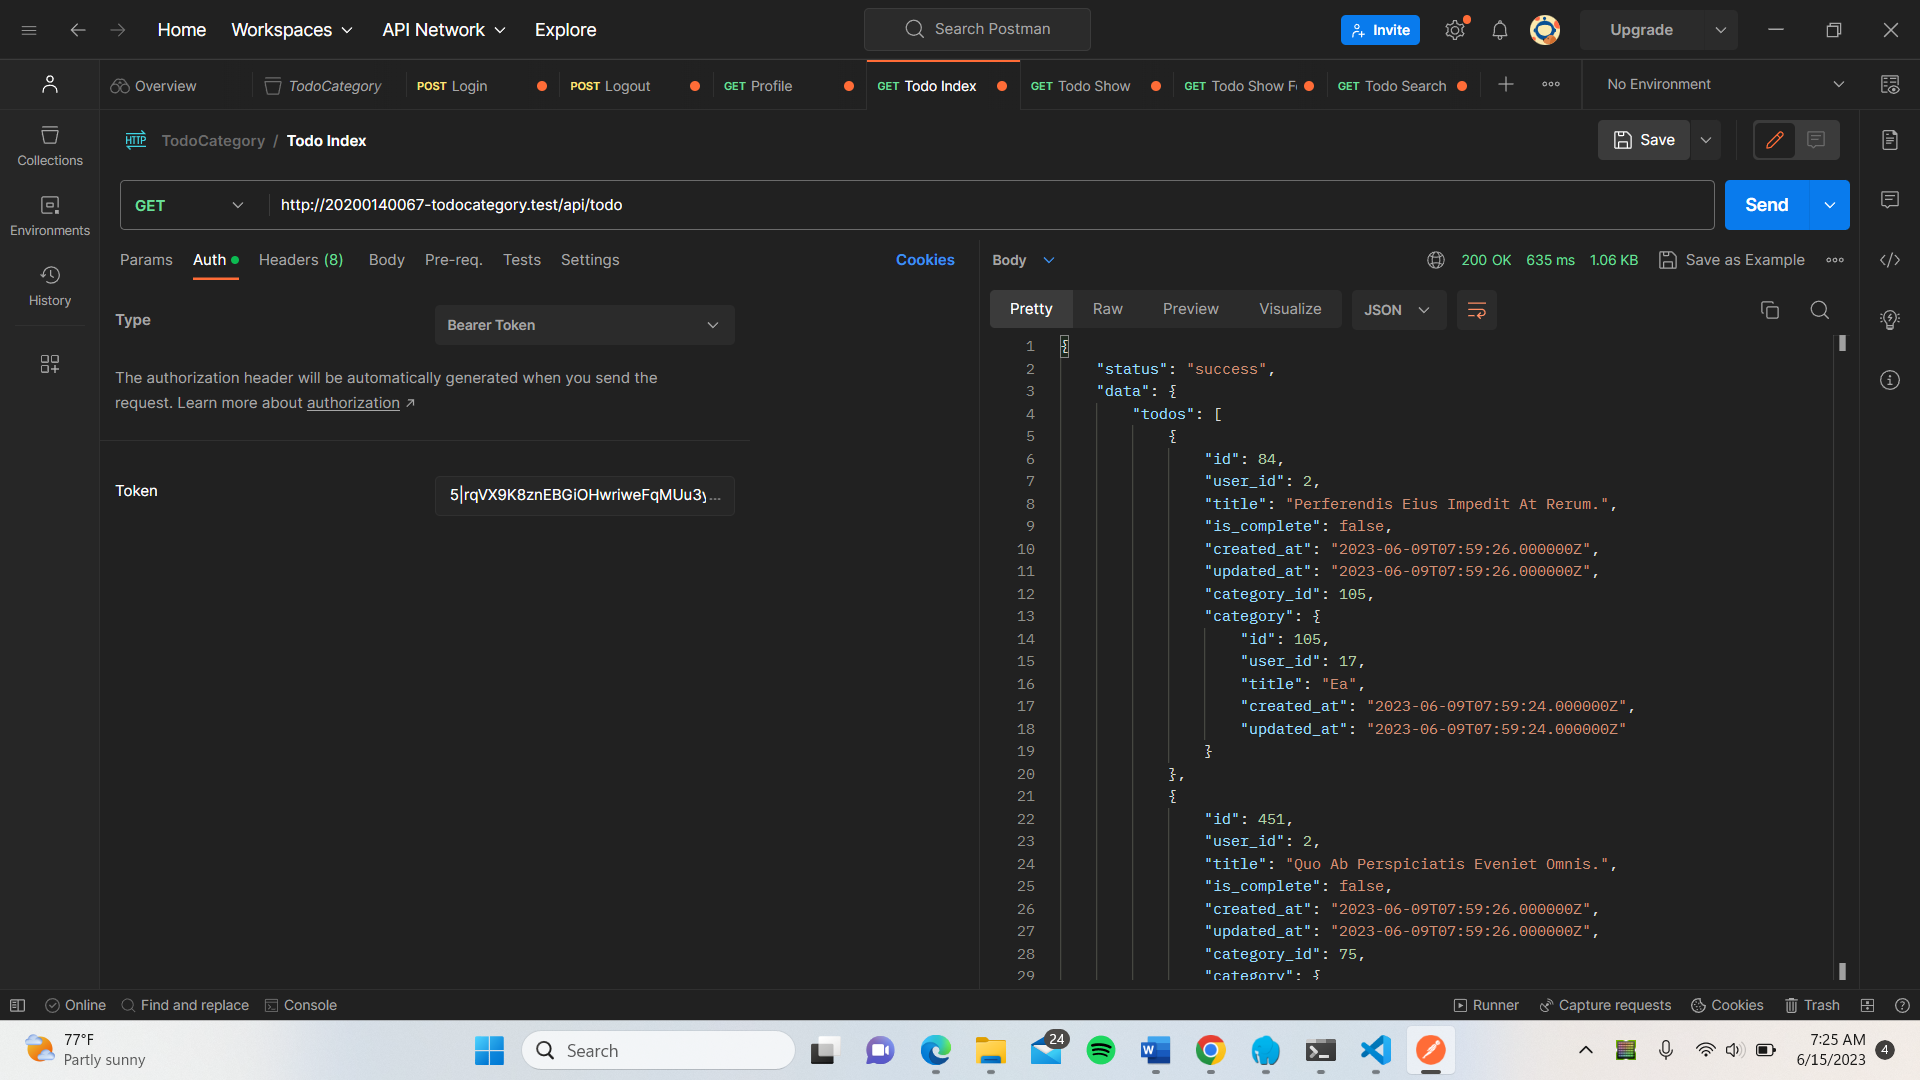 Home Workspaces API Network Explore Search Postman Invite Upgrade
Overview TodoCategory POST Login POST Logout GET Profile GET Todo Index GET Todo Show GET Todo Show F GET Todo Search No Environment
HTTP TodoCategory / Todo Index Save
Collections
Environments
History
GET http://20200140067-todocategory.test/api/todo Send
Params Auth Headers (8) Body Pre-req. Tests Settings Cookies
Type Bearer Token
The authorization header will be automatically generated when you send the
request. Learn more about authorization ↗
Token 5|rqVX9K8znEBGiOHwriweFqMUu3y...
Body 200 OK 635 ms 1.06 KB Save as Example
Pretty Raw Preview Visualize JSON
1 {
2 "status": "success",
3 "data": {
4 "todos": [
5 {
6 "id": 84,
7 "user_id": 2,
8 "title": "Perferendis Eius Impedit At Rerum.",
9 "is_complete": false,
10 "created_at": "2023-06-09T07:59:26.000000Z",
11 "updated_at": "2023-06-09T07:59:26.000000Z",
12 "category_id": 105,
13 "category": {
14 "id": 105,
15 "user_id": 17,
16 "title": "Ea",
17 "created_at": "2023-06-09T07:59:24.000000Z",
18 "updated_at": "2023-06-09T07:59:24.000000Z"
19 }
20 },
21 {
22 "id": 451,
23 "user_id": 2,
24 "title": "Quo Ab Perspiciatis Eveniet Omnis.",
25 "is_complete": false,
26 "created_at": "2023-06-09T07:59:26.000000Z",
27 "updated_at": "2023-06-09T07:59:26.000000Z",
28 "category_id": 75,
29 "category": {
Online Find and replace Console Runner Capture requests Cookies Trash
77°F
Partly sunny
Search
24
7:25 AM
6/15/2023
4